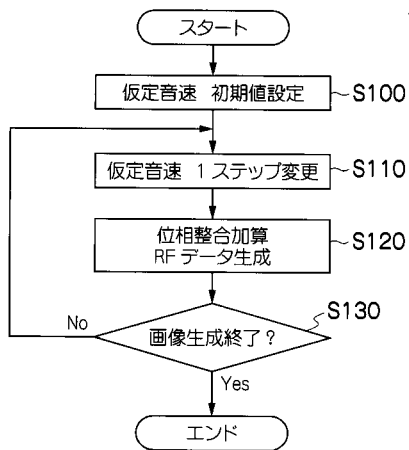 スタート
仮定音速 初期値設定
S100
仮定音速 1ステップ変更
S110
位相整合加算
RFデータ生成
S120
S130
画像生成終了?
No
Yes
エンド